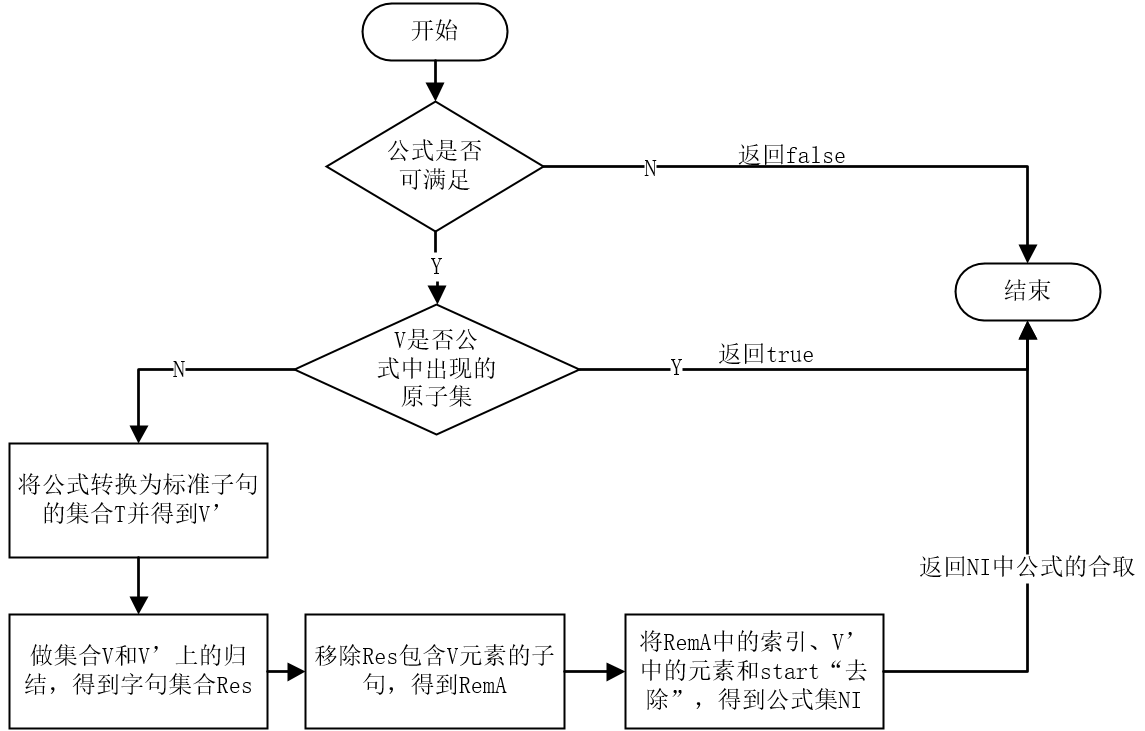 开始
公式是否
可满足
N
返回false
Y
结束
V是否公
式中出现的
原子集
N
Y
返回true
将公式转换为标准子句
的集合T并得到V’
返回NI中公式的合取
做集合V和V’上的归
结，得到字句集合Res
移除Res包含V元素的子
句，得到RemA
将RemA中的索引、V’
中的元素和start“去
除”，得到公式集NI